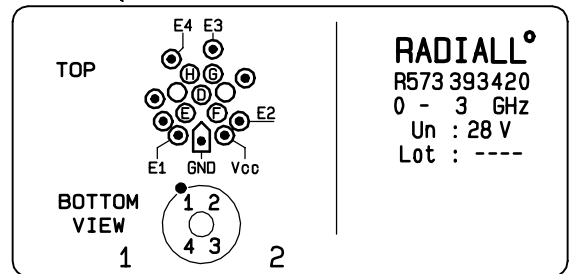 E4 E3
TOP
H G
D
E F
E2
E1 GND Vcc
BOTTOM
VIEW
1 2
4 3
1 2
RADIALL°
R573 393420
0 - 3 GHz
Un : 28 V
Lot : ----